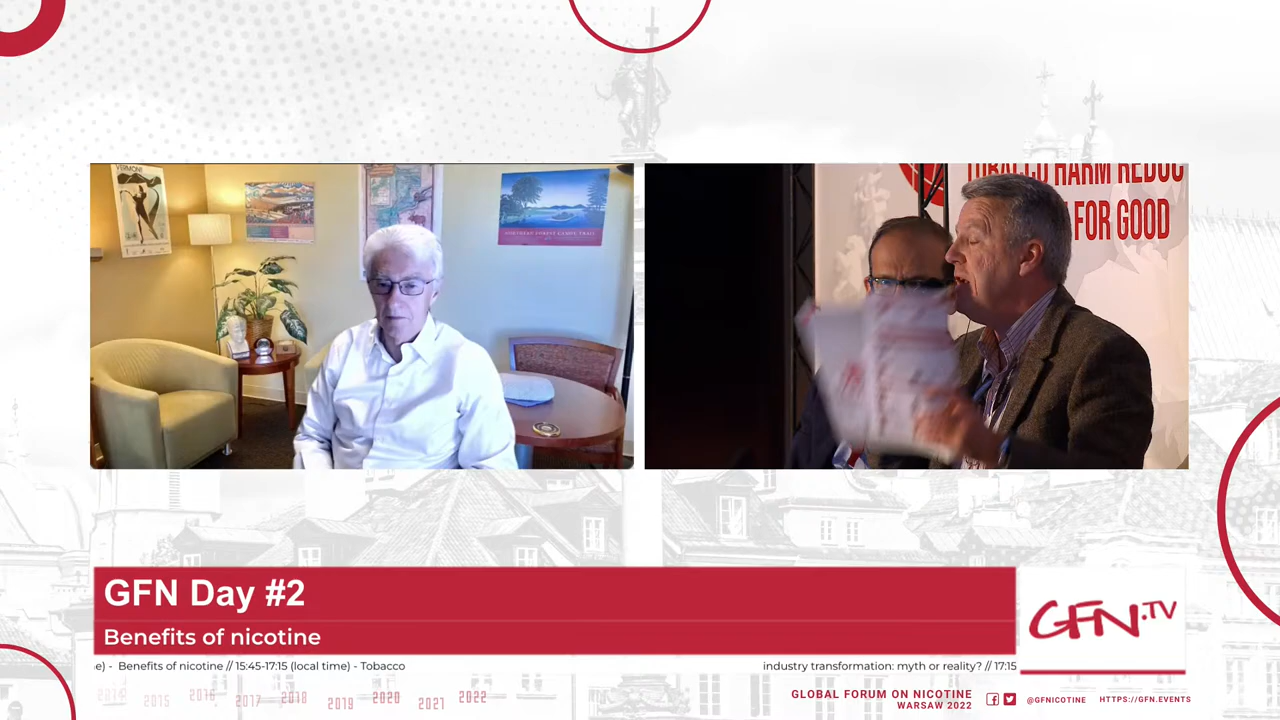 VERMONT
NORTHERN FOREST CANOE TRAIL
TOBACCO HARM REDUC
FOR GOOD
GFN Day #2
Benefits of nicotine
GFN.TV
e) - Benefits of nicotine // 15:45-17:15 (local time) - Tobacco
industry transformation: myth or reality? // 17:15
2015 2016 2017 2018 2019 2020 2021 2022
GLOBAL FORUM ON NICOTINE
WARSAW 2022
@GFNICOTINE
HTTPS://GFN.EVENTS